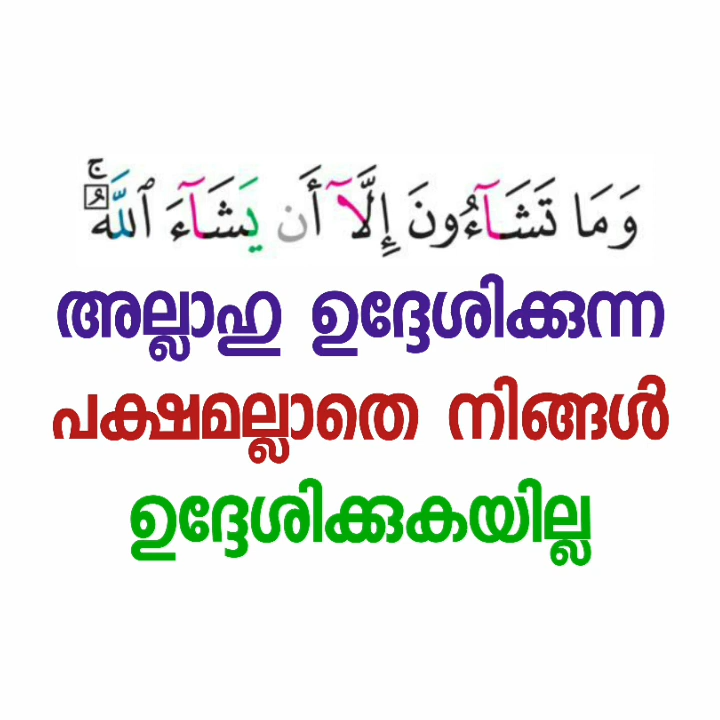 وَمَا تَشَآءُونَ إِلَّآ أَن يَشَآءَ ٱللَّهُۚ
അല്ലാഹു ഉദ്ദേശിക്കുന്ന
പക്ഷമല്ലാതെ നിങ്ങൾ
ഉദ്ദേശിക്കുകയില്ല